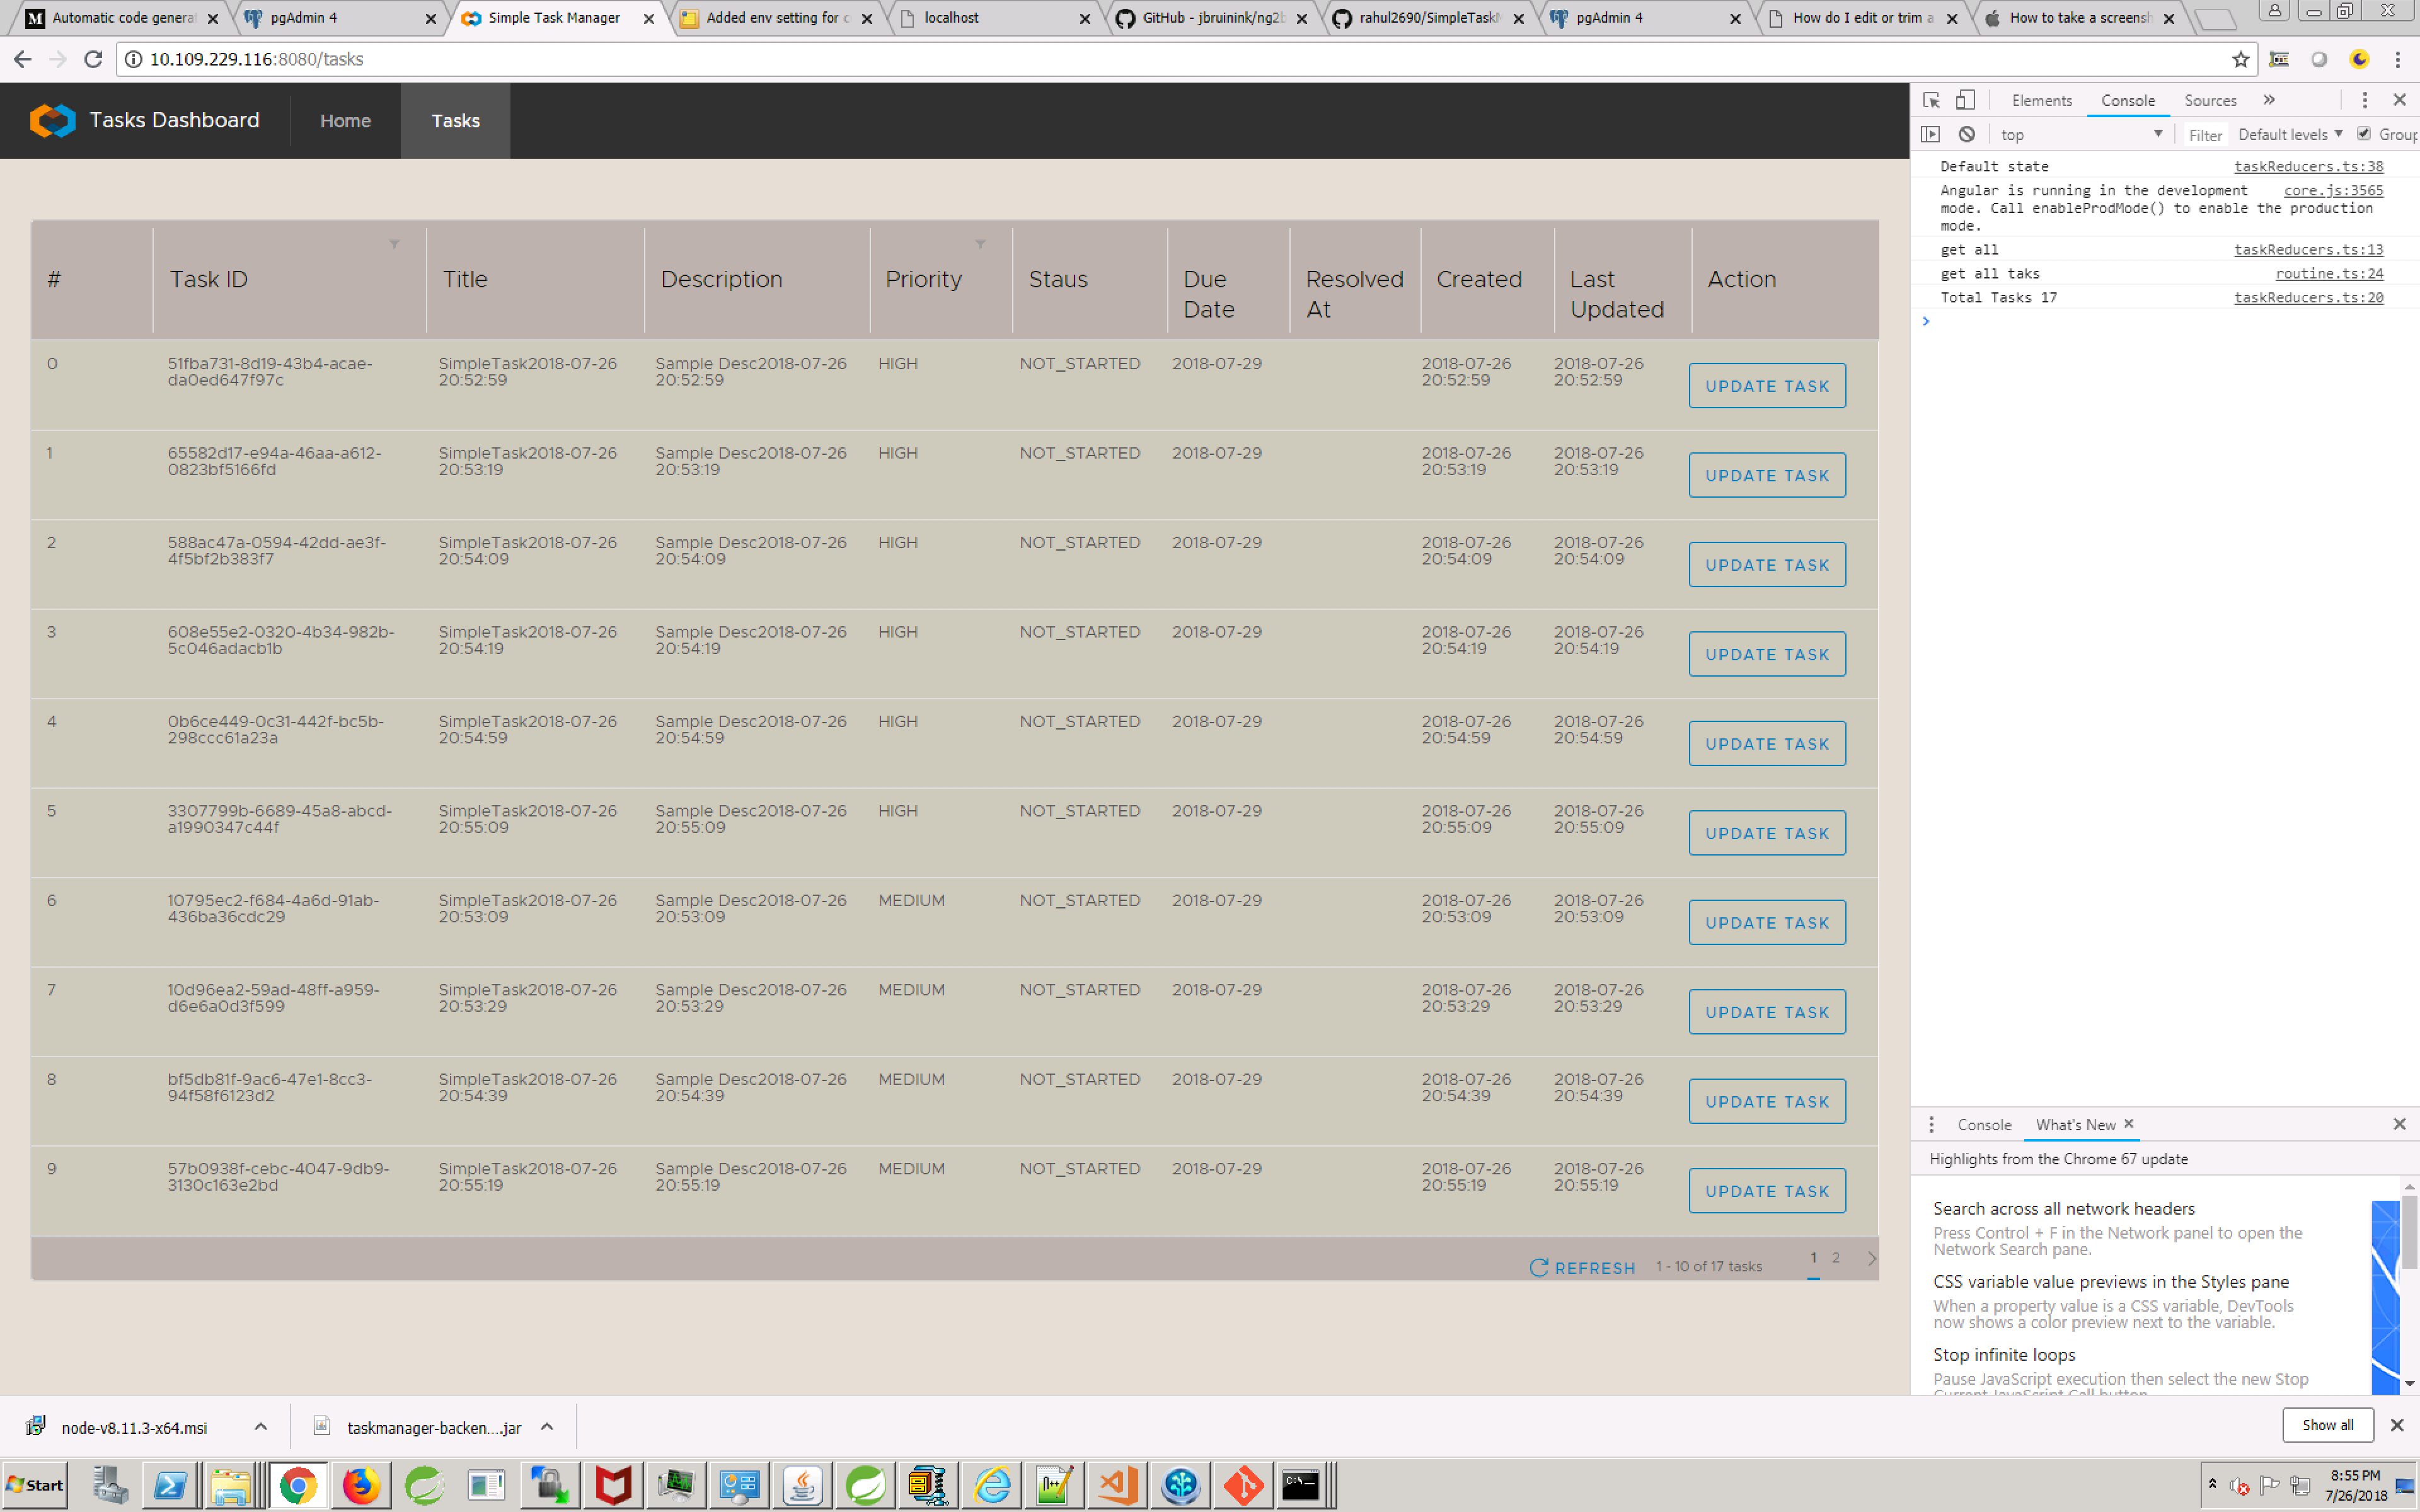 Automatic code genera
pgAdmin 4
Simple Task Manager
Added env setting for c
localhost
GitHub - jbruinink/ng2b
rahul2690/SimpleTaskM
pgAdmin 4
How do I edit or trim a
How to take a screensh
10.109.229.116:8080/tasks
Tasks Dashboard
Home
Tasks
# Task ID Title Description Priority Staus Due Date Resolved At Created Last Updated Action
0 51fba731-8d19-43b4-acae-da0ed647f97c SimpleTask2018-07-26 20:52:59 Sample Desc2018-07-26 20:52:59 HIGH NOT_STARTED 2018-07-29 2018-07-26 20:52:59 2018-07-26 20:52:59 UPDATE TASK
1 65582d17-e94a-46aa-a612-0823bf5166fd SimpleTask2018-07-26 20:53:19 Sample Desc2018-07-26 20:53:19 HIGH NOT_STARTED 2018-07-29 2018-07-26 20:53:19 2018-07-26 20:53:19 UPDATE TASK
2 588ac47a-0594-42dd-ae3f-4f5bf2b383f7 SimpleTask2018-07-26 20:54:09 Sample Desc2018-07-26 20:54:09 HIGH NOT_STARTED 2018-07-29 2018-07-26 20:54:09 2018-07-26 20:54:09 UPDATE TASK
3 608e55e2-0320-4b34-982b-5c046adacb1b SimpleTask2018-07-26 20:54:19 Sample Desc2018-07-26 20:54:19 HIGH NOT_STARTED 2018-07-29 2018-07-26 20:54:19 2018-07-26 20:54:19 UPDATE TASK
4 0b6ce449-0c31-442f-bc5b-298ccc61a23a SimpleTask2018-07-26 20:54:59 Sample Desc2018-07-26 20:54:59 HIGH NOT_STARTED 2018-07-29 2018-07-26 20:54:59 2018-07-26 20:54:59 UPDATE TASK
5 3307799b-6689-45a8-abcd-a1990347c44f SimpleTask2018-07-26 20:55:09 Sample Desc2018-07-26 20:55:09 HIGH NOT_STARTED 2018-07-29 2018-07-26 20:55:09 2018-07-26 20:55:09 UPDATE TASK
6 10795ec2-f684-4a6d-91ab-436ba36cdc29 SimpleTask2018-07-26 20:53:09 Sample Desc2018-07-26 20:53:09 MEDIUM NOT_STARTED 2018-07-29 2018-07-26 20:53:09 2018-07-26 20:53:09 UPDATE TASK
7 10d96ea2-59ad-48ff-a959-d6e6a0d3f599 SimpleTask2018-07-26 20:53:29 Sample Desc2018-07-26 20:53:29 MEDIUM NOT_STARTED 2018-07-29 2018-07-26 20:53:29 2018-07-26 20:53:29 UPDATE TASK
8 bf5db81f-9ac6-47e1-8cc3-94f58f6123d2 SimpleTask2018-07-26 20:54:39 Sample Desc2018-07-26 20:54:39 MEDIUM NOT_STARTED 2018-07-29 2018-07-26 20:54:39 2018-07-26 20:54:39 UPDATE TASK
9 57b0938f-cebc-4047-9db9-3130c163e2bd SimpleTask2018-07-26 20:55:19 Sample Desc2018-07-26 20:55:19 MEDIUM NOT_STARTED 2018-07-29 2018-07-26 20:55:19 2018-07-26 20:55:19 UPDATE TASK
REFRESH 1 - 10 of 17 tasks 1 2
Elements Console Sources »
top Filter Default levels Group
Default state taskReducers.ts:38
Angular is running in the development core.js:3565
mode. Call enableProdMode() to enable the production
mode.
get all taskReducers.ts:13
get all taks routine.ts:24
Total Tasks 17 taskReducers.ts:20
Console What's New
Highlights from the Chrome 67 update
Search across all network headers
Press Control + F in the Network panel to open the
Network Search pane.
CSS variable value previews in the Styles pane
When a property value is a CSS variable, DevTools
now shows a color preview next to the variable.
Stop infinite loops
Pause JavaScript execution then select the new Stop
Current JavaScript Call button
node-v8.11.3-x64.msi
taskmanager-backen....jar
Show all
Start
8:55 PM
7/26/2018